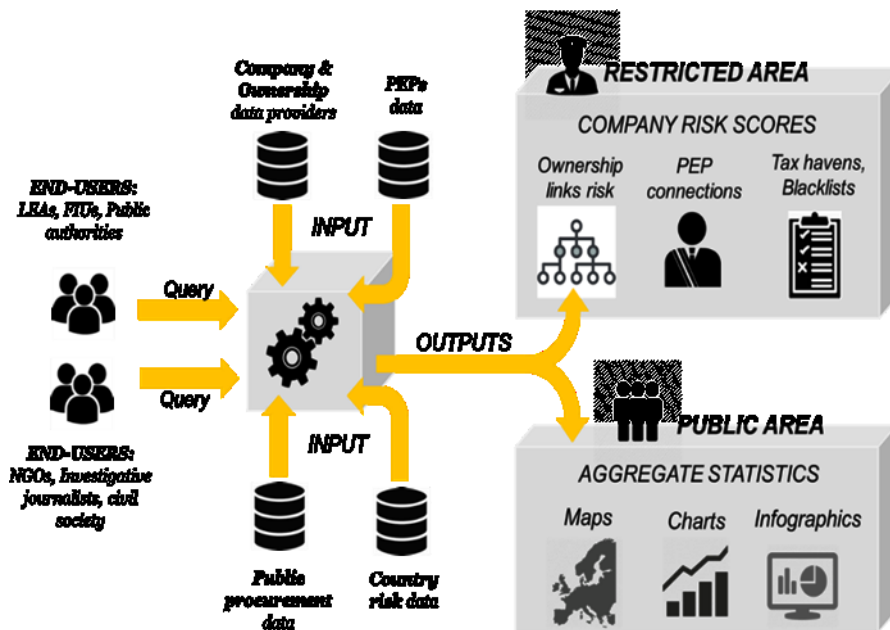 Company &
Ownership
data providers
PEPs
data
END-USERS:
LEAs, FIUs, Public
authorities
INPUT
Query
OUTPUTS
Query
INPUT
END-USERS:
NGOs, Investigative
journalists, civil
society
Public
procurement
data
Country
risk data
RESTRICTED AREA
COMPANY RISK SCORES
Ownership
links risk
PEP
connections
Tax havens,
Blacklists
PUBLIC AREA
AGGREGATE STATISTICS
Maps
Charts
Infographics